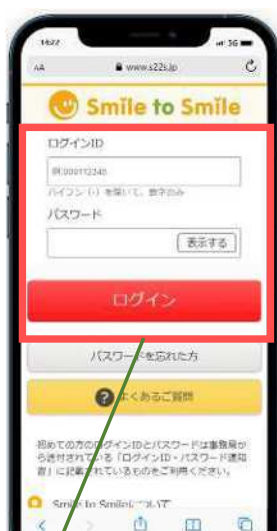 14:27
5G
AA
www.s22s.jp
Smile to Smile
ログインID
例:000112346
ハイフン（-）を除いて、数字のみ
パスワード
表示する
ログイン
パスワードを忘れた方
よくあるご質問
初めての方のログインIDとパスワードは事務局か
ら送付されている「ログインID・パスワード通知
書」に記載されているものをご利用ください。
Smile to Smileについて